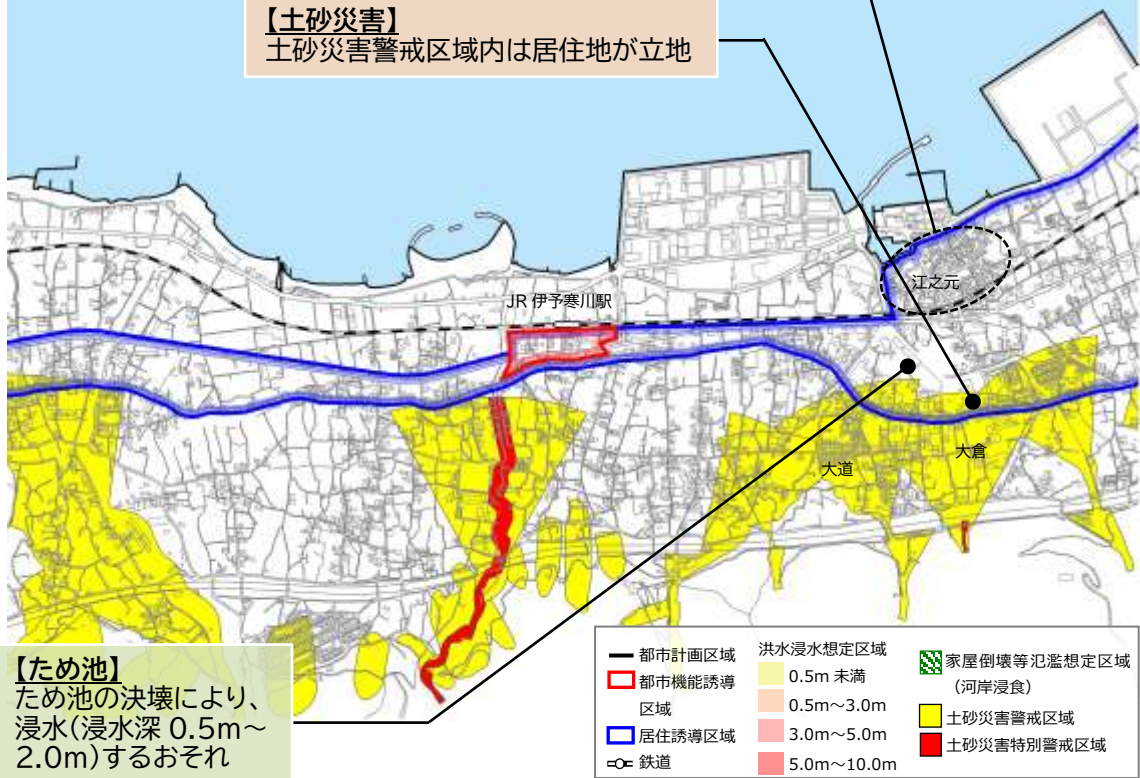 【土砂災害】
土砂災害警戒区域内は居住地が立地
江之元
JR 伊予寒川駅
大倉
大道
【ため池】
ため池の決壊により、
浸水(浸水深 0.5m～
2.0m)するおそれ
都市計画区域
都市機能誘導
区域
居住誘導区域
鉄道
洪水浸水想定区域
0.5m 未満
0.5m～3.0m
3.0m～5.0m
5.0m～10.0m
家屋倒壊等氾濫想定区域
(河岸浸食)
土砂災害警戒区域
土砂災害特別警戒区域